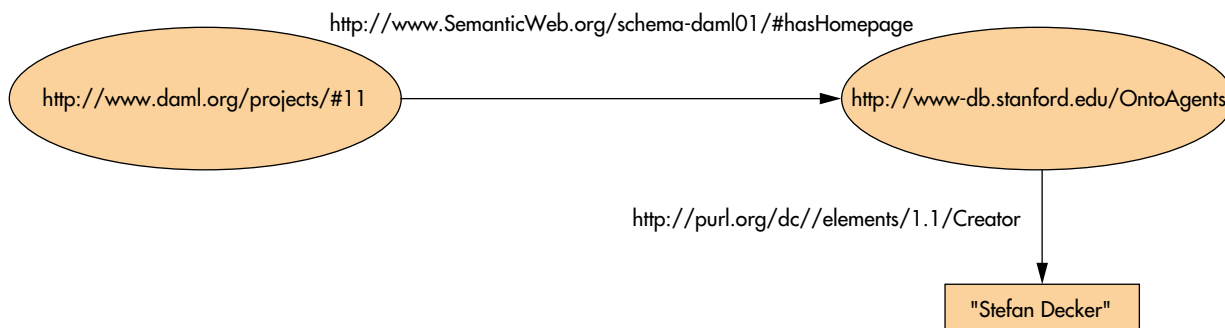 http://www.SemanticWeb.org/schema-daml01/#hasHomepage
http://www.daml.org/projects/#11
http://www-db.stanford.edu/OntoAgents
http://purl.org/dc//elements/1.1/Creator
"Stefan Decker"